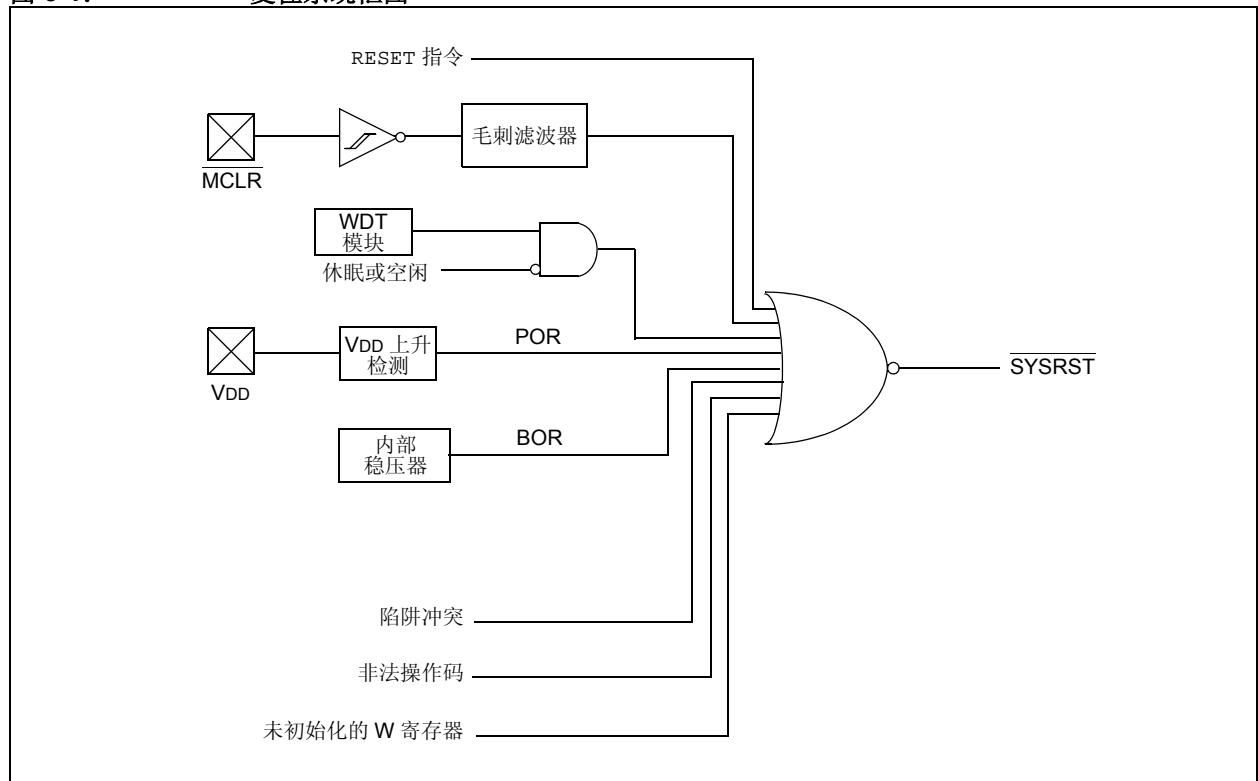 RESET 指令
毛刺滤波器
MCLR
WDT
模块
休眠或空闲
VDD 上升
检测
POR
VDD
SYSRST
内部
稳压器
BOR
陷阱冲突
非法操作码
未初始化的 W 寄存器